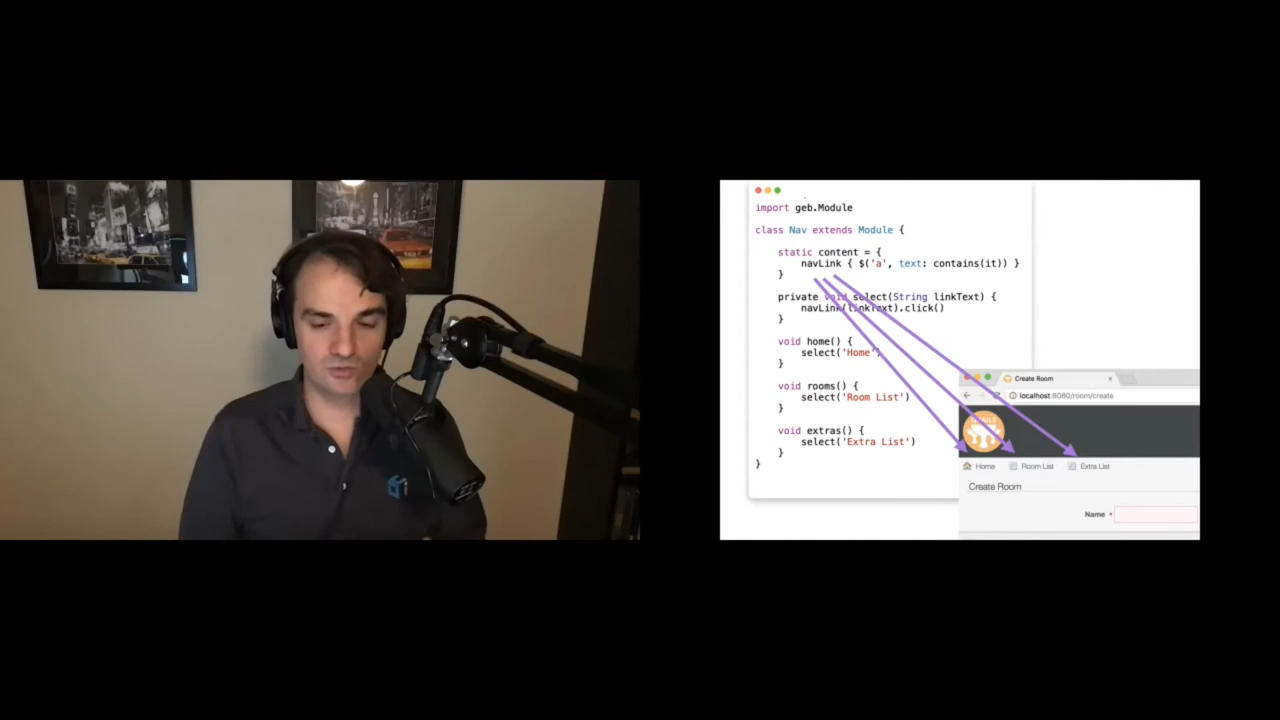 import geb.Module
class Nav extends Module {
static content = {
navLink { $('a', text: contains(it)) }
}
private void select(String linkText) {
navLink(linkText).click()
}
void home() {
select('Home')
}
void rooms() {
select('Room List')
}
void extras() {
select('Extra List')
}
}
Create Room
localhost:8080/room/create
Home Room List Extra List
Create Room
Name *